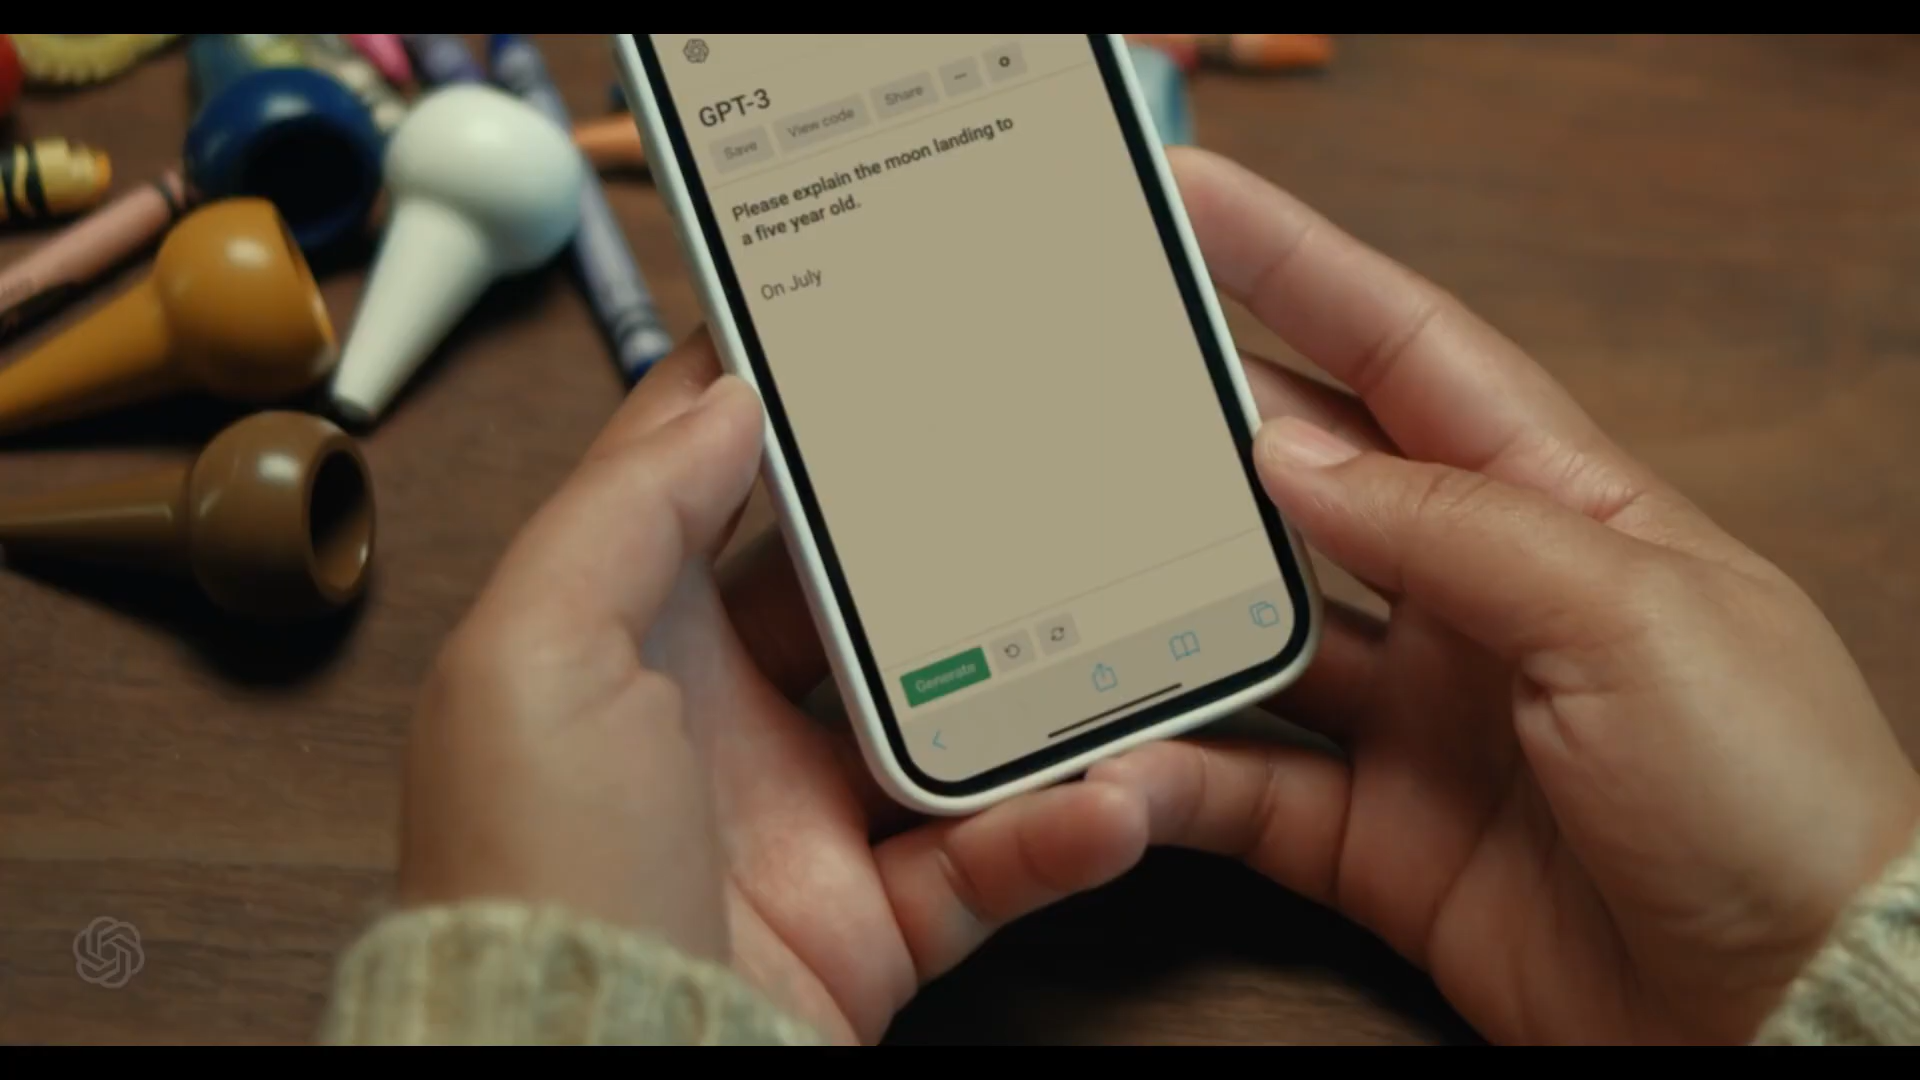 GPT-3
Save View code Share ...
Please explain the moon landing to
a five year old.
On July
Generate